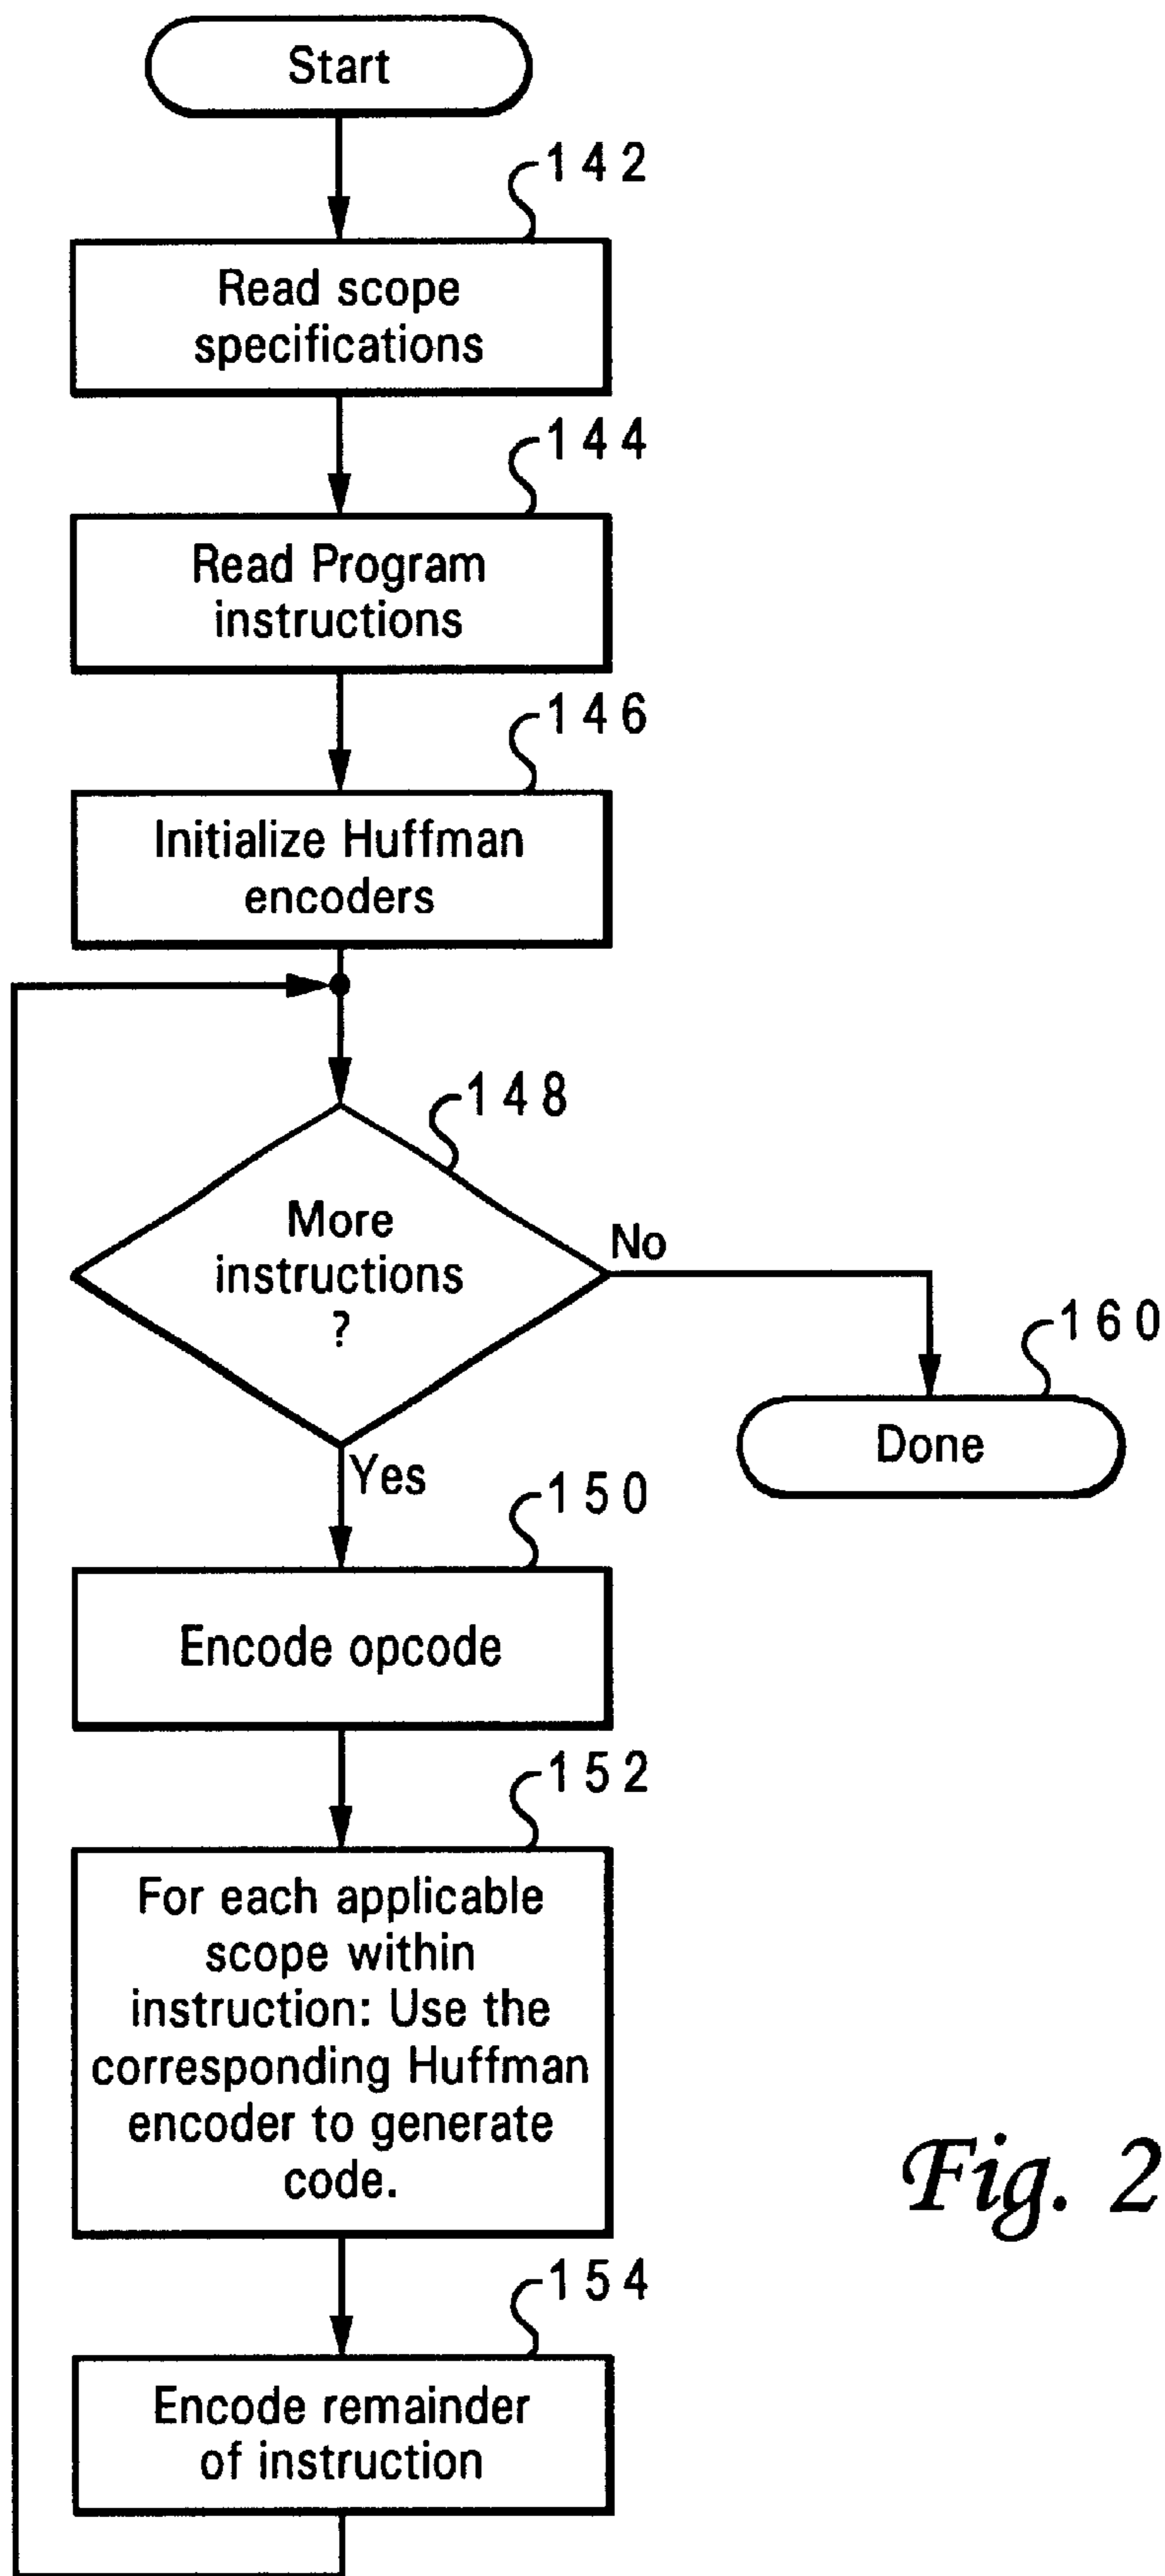 Start
142
Read scope
specifications
144
Read Program
instructions
146
Initialize Huffman
encoders
148
More
instructions
?
No
160
Done
Yes
150
Encode opcode
152
For each applicable
scope within
instruction: Use the
corresponding Huffman
encoder to generate
code.
154
Encode remainder
of instruction
Fig. 2